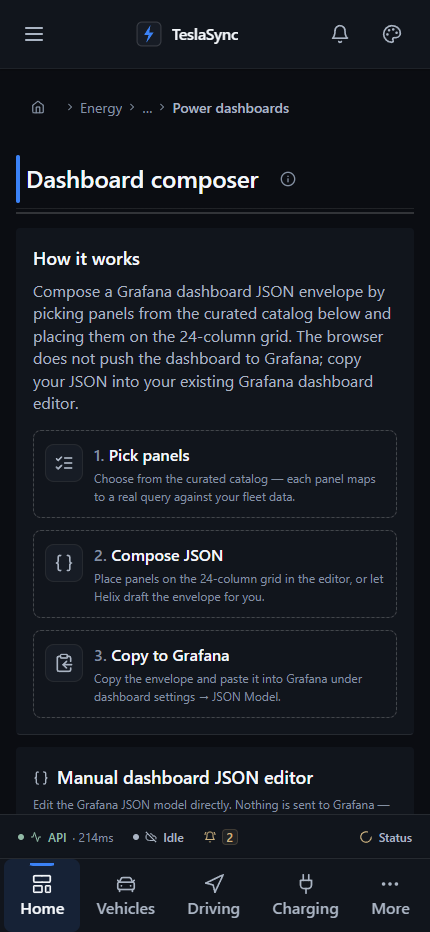 TeslaSync
Energy
...
Power dashboards
Dashboard composer
How it works
Compose a Grafana dashboard JSON envelope by
picking panels from the curated catalog below and
placing them on the 24-column grid. The browser
does not push the dashboard to Grafana; copy
your JSON into your existing Grafana dashboard
editor.
1. Pick panels
Choose from the curated catalog — each panel maps
to a real query against your fleet data.
2. Compose JSON
Place panels on the 24-column grid in the editor, or let
Helix draft the envelope for you.
3. Copy to Grafana
Copy the envelope and paste it into Grafana under
dashboard settings → JSON Model.
Manual dashboard JSON editor
Edit the Grafana JSON model directly. Nothing is sent to Grafana —
API · 214ms
Idle
2
Status
Home
Vehicles
Driving
Charging
More